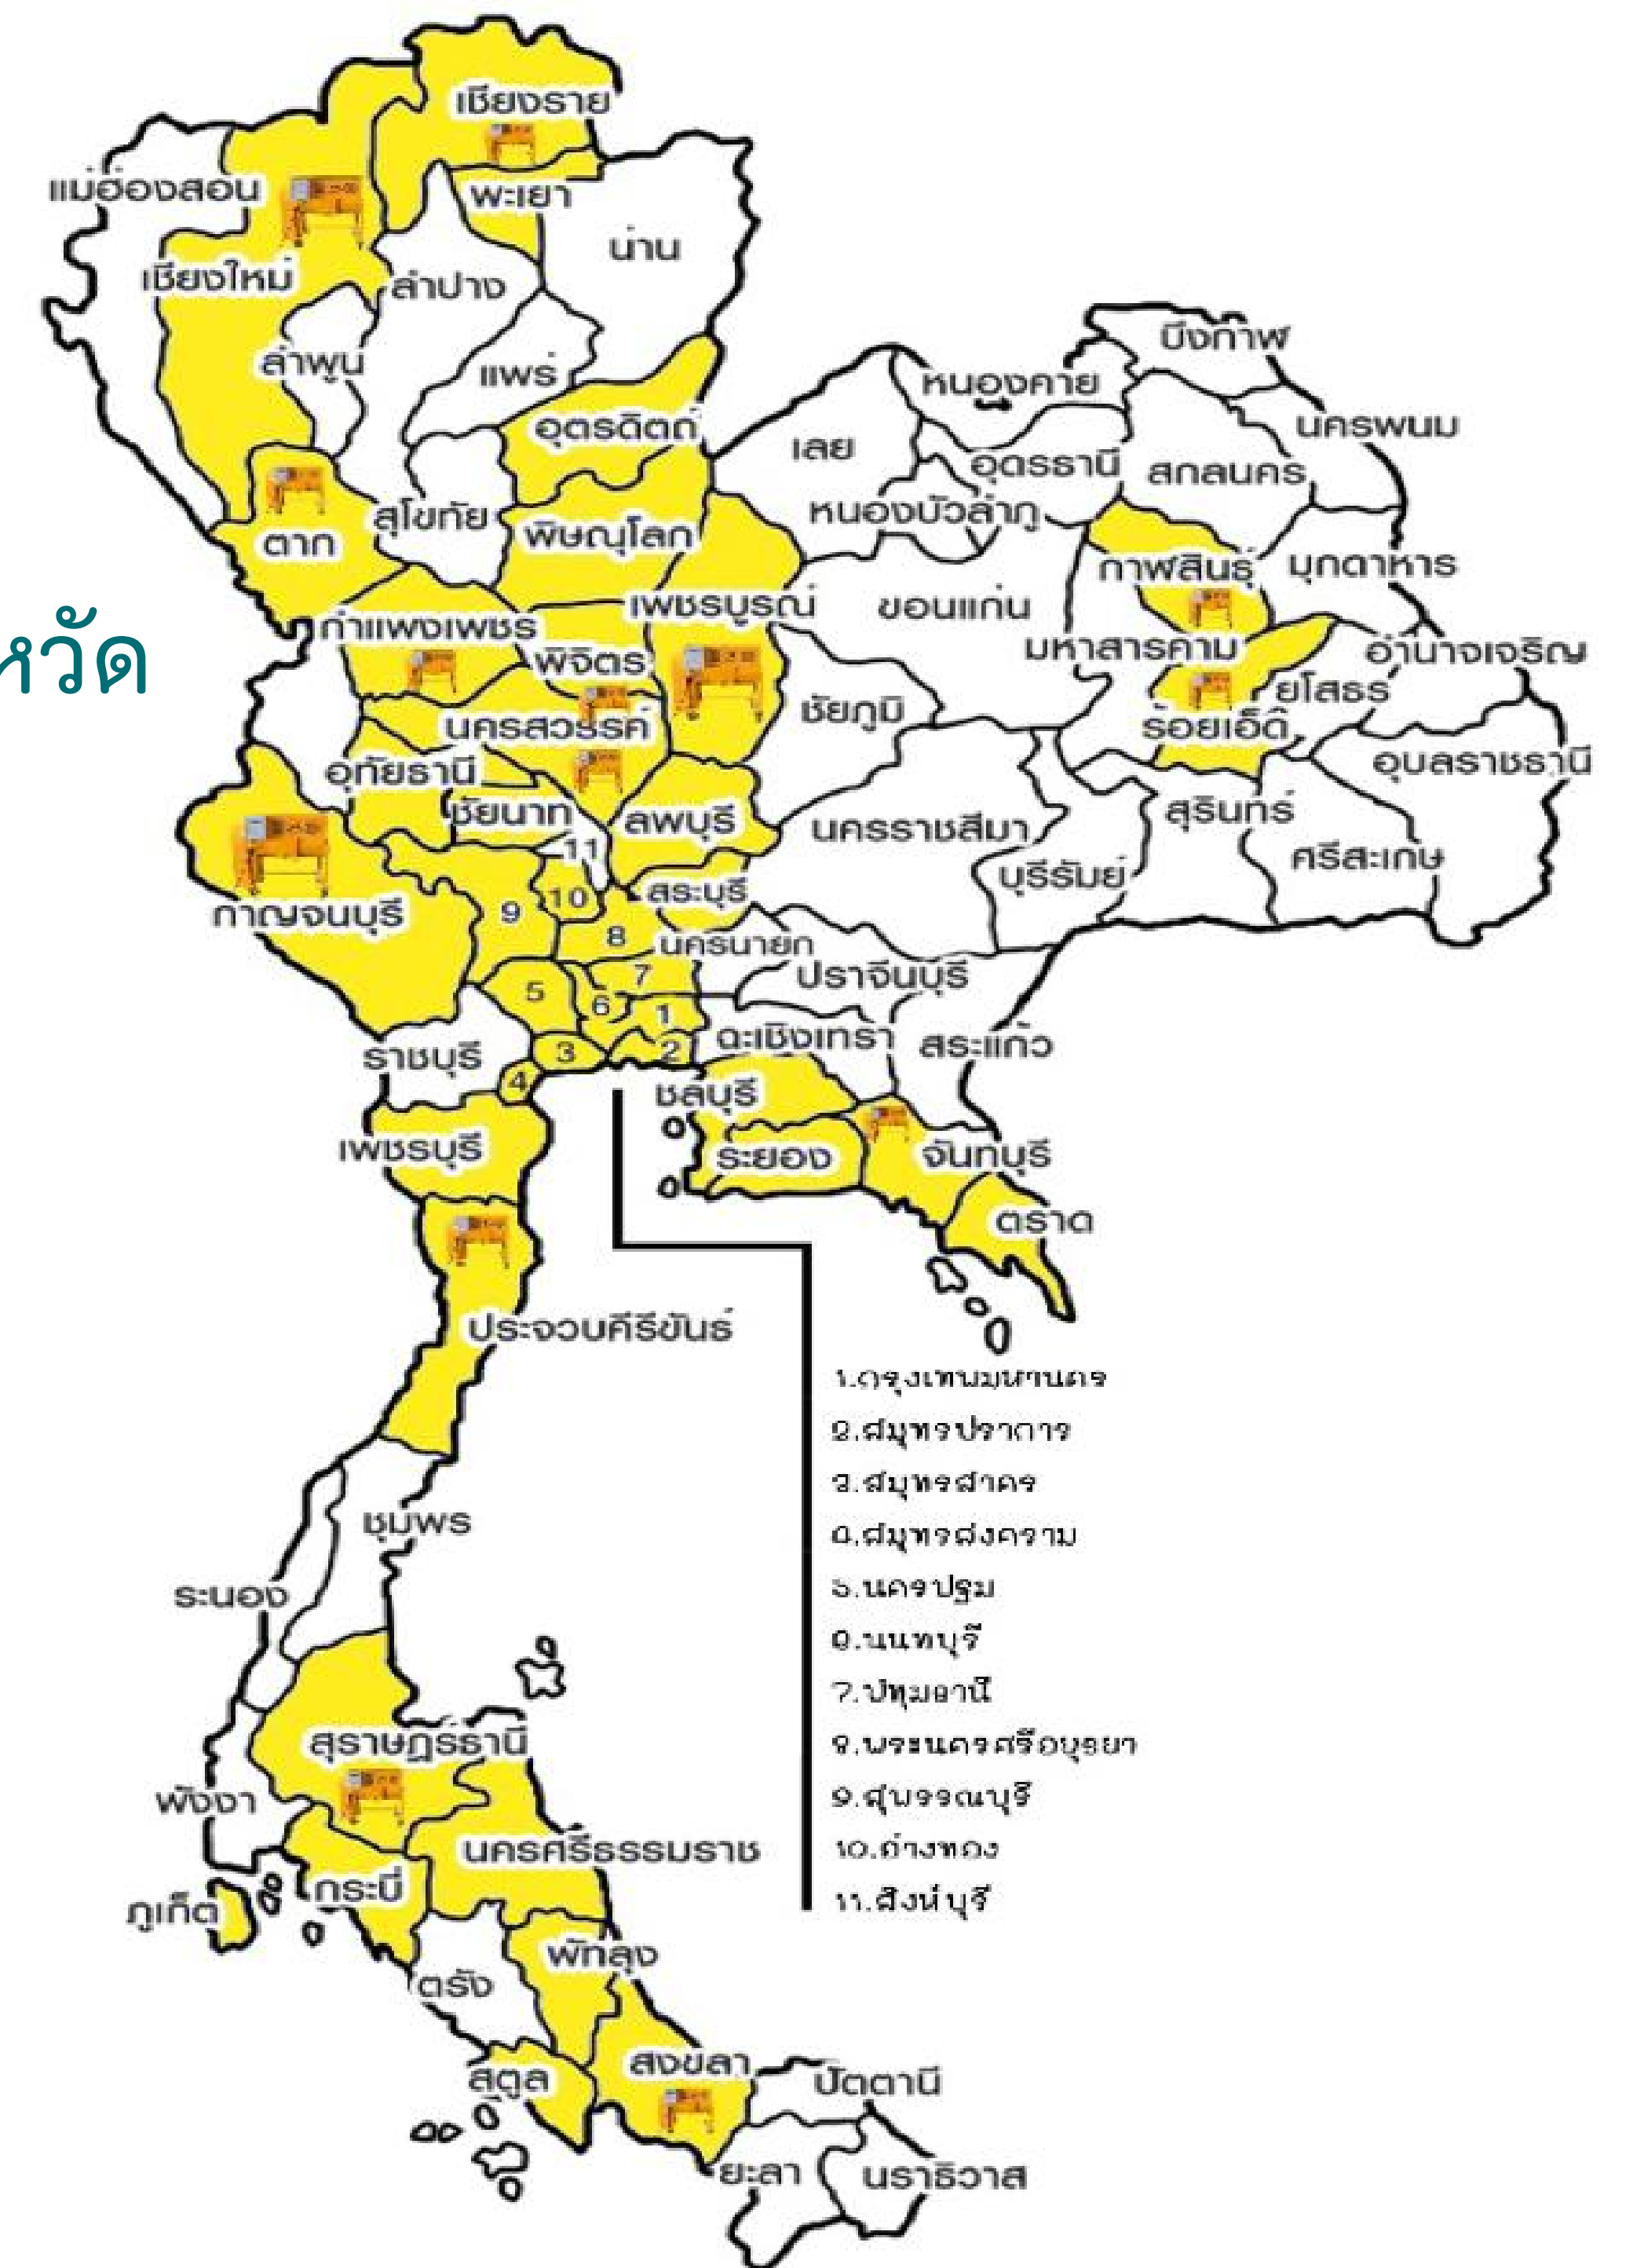 เชียงราย
แม่ฮ่องสอน
พะเยา
น่าน
เชียงใหม่
ลำปาง
บึงกาฬ
ลำพูน
แพร่
หนองคาย
อุตรดิตถ์
เลย
นครพนม
อุดรธานี
สกลนคร
สุโขทัย
หนองบัวลำภู
ตาก
พิษณุโลก
กาฬสินธุ์
มุกดาหาร
เพชรบูรณ์
ขอนแก่น
กำแพงเพชร
หวัด
พิจิตร
มหาสารคาม
อำนาจเจริญ
ยโสธร
ชัยภูมิ
นครสวรรค์
ร้อยเอ็ด
อุทัยธานี
อุบลราชธานี
ชัยนาท
ลพบุรี
นครราชสีมา
สุรินทร์
11
ศรีสะเกษ
บุรีรัมย์
สระบุรี
10
9
กาญจนบุรี
8
นครนายก
7
ปราจีนบุรี
5
6
1
ฉะเชิงเทรา
สระแก้ว
ราชบุรี
3
2
4
ชลบุรี
เพชรบุรี
ระยอง
จันทบุรี
ตราด
ประจวบคีรีขันธ์
1.กรุงเทพมหานคร
2.สมุทรปราการ
3.สมุทรสาคร
4.สมุทรสงคราม
5.นครปฐม
6.นนทบุรี
7.ปทุมธานี
8.พระนครศรีอยุธยา
9.สุพรรณบุรี
10.อ่างทอง
11.สิงห์บุรี
ชุมพร
ระนอง
สุราษฎร์ธานี
พังงา
นครศรีธรรมราช
กระบี่
ภูเก็ต
พัทลุง
ตรัง
สงขลา
สตูล
ปัตตานี
ยะลา
นราธิวาส